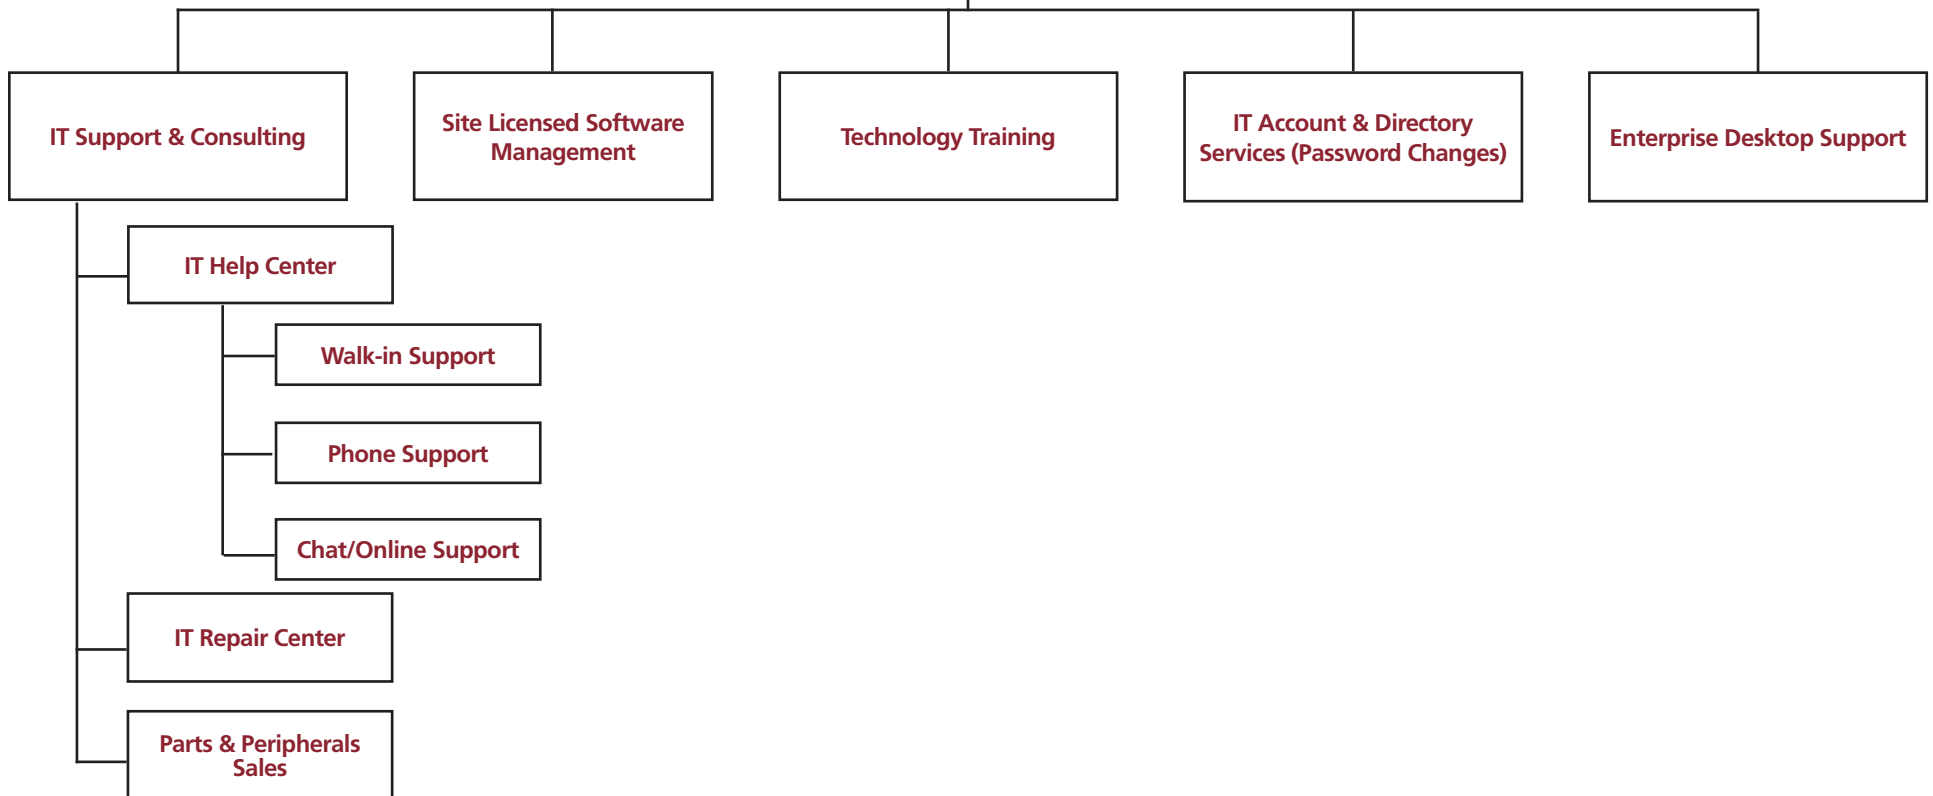 IT Support & Consulting
Site Licensed Software
Management
Technology Training
IT Account & Directory
Services (Password Changes)
Enterprise Desktop Support
IT Help Center
Walk-in Support
Phone Support
Chat/Online Support
IT Repair Center
Parts & Peripherals
Sales